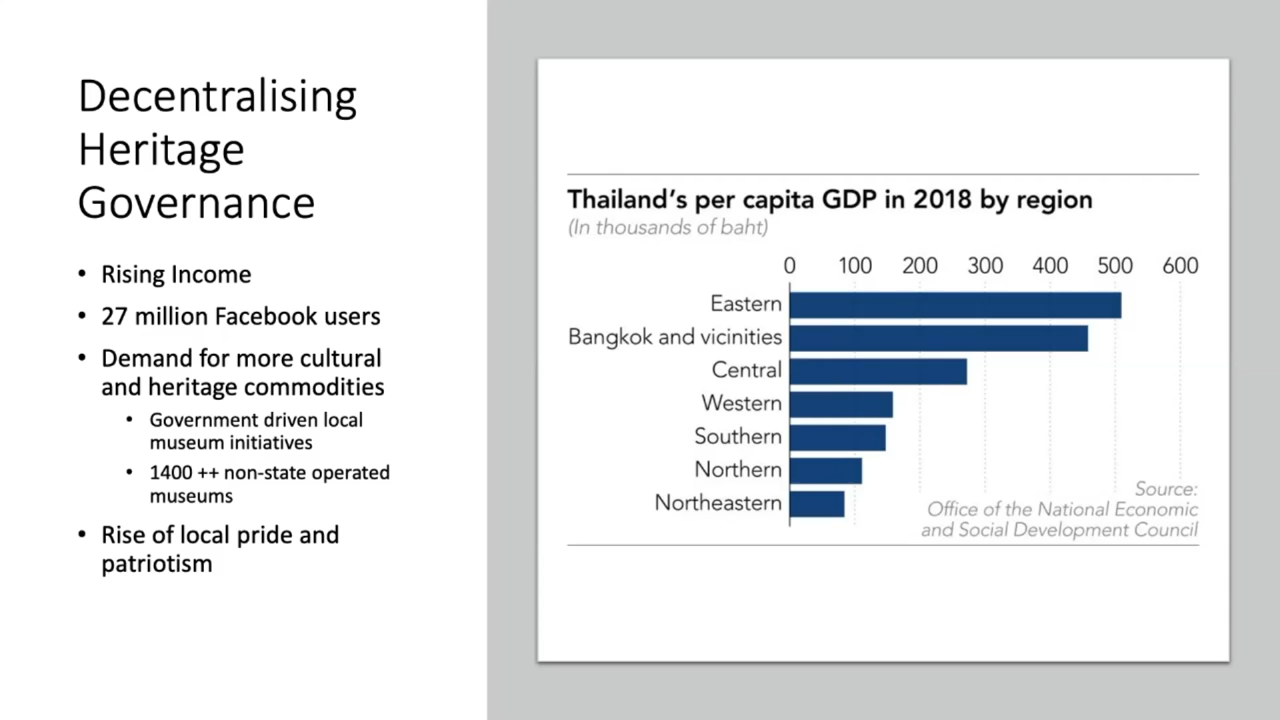 Decentralising
Heritage
Governance
• Rising Income
• 27 million Facebook users
• Demand for more cultural
and heritage commodities
• Government driven local
museum initiatives
• 1400 ++ non-state operated
museums
• Rise of local pride and
patriotism
Thailand's per capita GDP in 2018 by region
(In thousands of baht)
0 100 200 300 400 500 600
Eastern
Bangkok and vicinities
Central
Western
Southern
Northern
Northeastern
Source:
Office of the National Economic
and Social Development Council